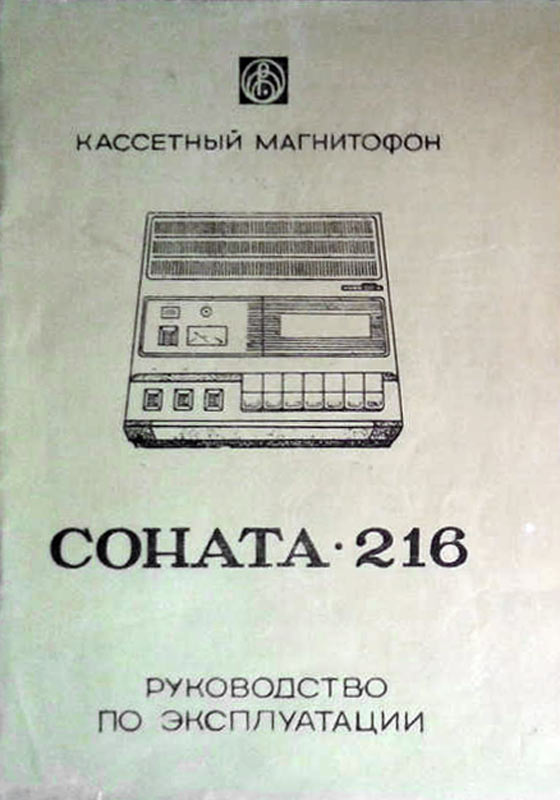 КАССЕТНЫЙ МАГНИТОФОН
СОНАТА · 216
РУКОВОДСТВО
ПО ЭКСПЛУАТАЦИИ